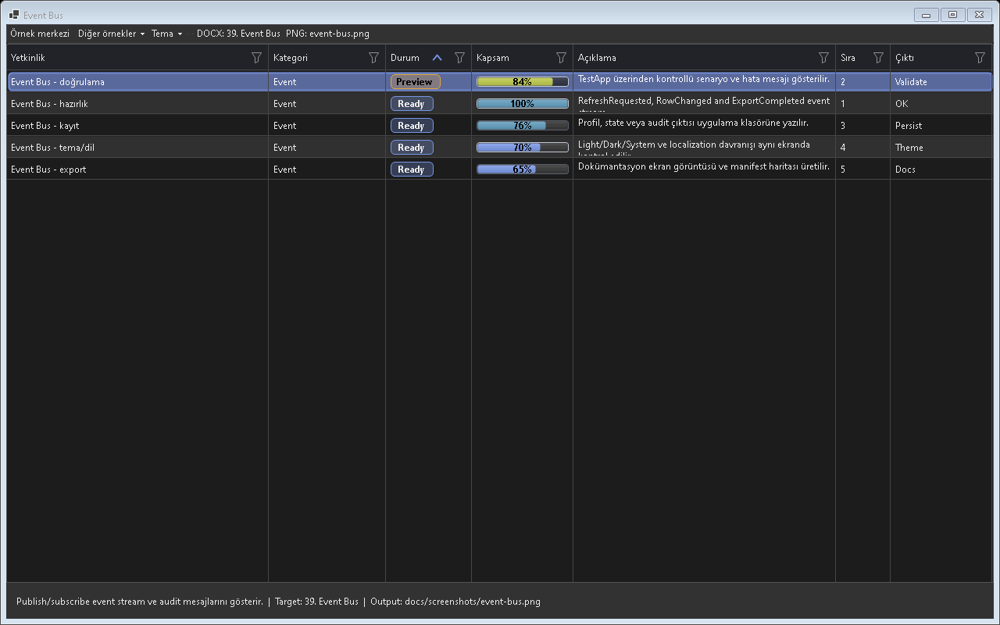 Event Bus
Örnek merkezi Diğer örnekler Tema DOCX: 39. Event Bus PNG: event-bus.png
Yetkinlik Kategori Durum Kapsam Açıklama Sıra Çıktı
Event Bus - doğrulama Event Preview 84% TestApp üzerinden kontrollü senaryo ve hata mesajı gösterilir. 2 Validate
Event Bus - hazırlık Event Ready 100% RefreshRequested, RowChanged and ExportCompleted event 1 OK
Event Bus - kayıt Event Ready 76% Profil, state veya audit çıktısı uygulama klasörüne yazılır. 3 Persist
Event Bus - tema/dil Event Ready 70% Light/Dark/System ve localization davranışı aynı ekranda 4 Theme
Event Bus - export Event Ready 65% Dokümantasyon ekran görüntüsü ve manifest haritası üretilir. 5 Docs
Publish/subscribe event stream ve audit mesajlarını gösterir. | Target: 39. Event Bus | Output: docs/screenshots/event-bus.png